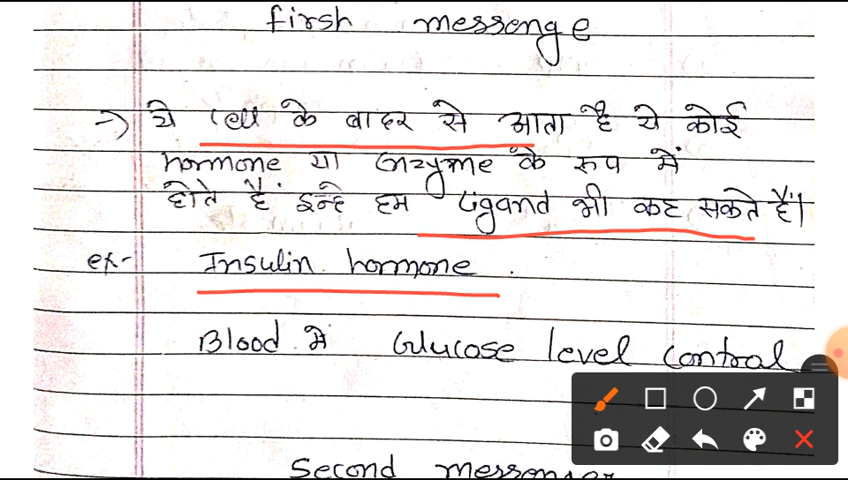 firsh messenge
-> ये cell के बाहर से आता है ये कोई
hormone या Enzyme के रूप में
होते हैं इन्हे हम Ligand भी कह सकते हैं।
ex- Insulin hormone.
Blood में Glucose level control
Second messenger